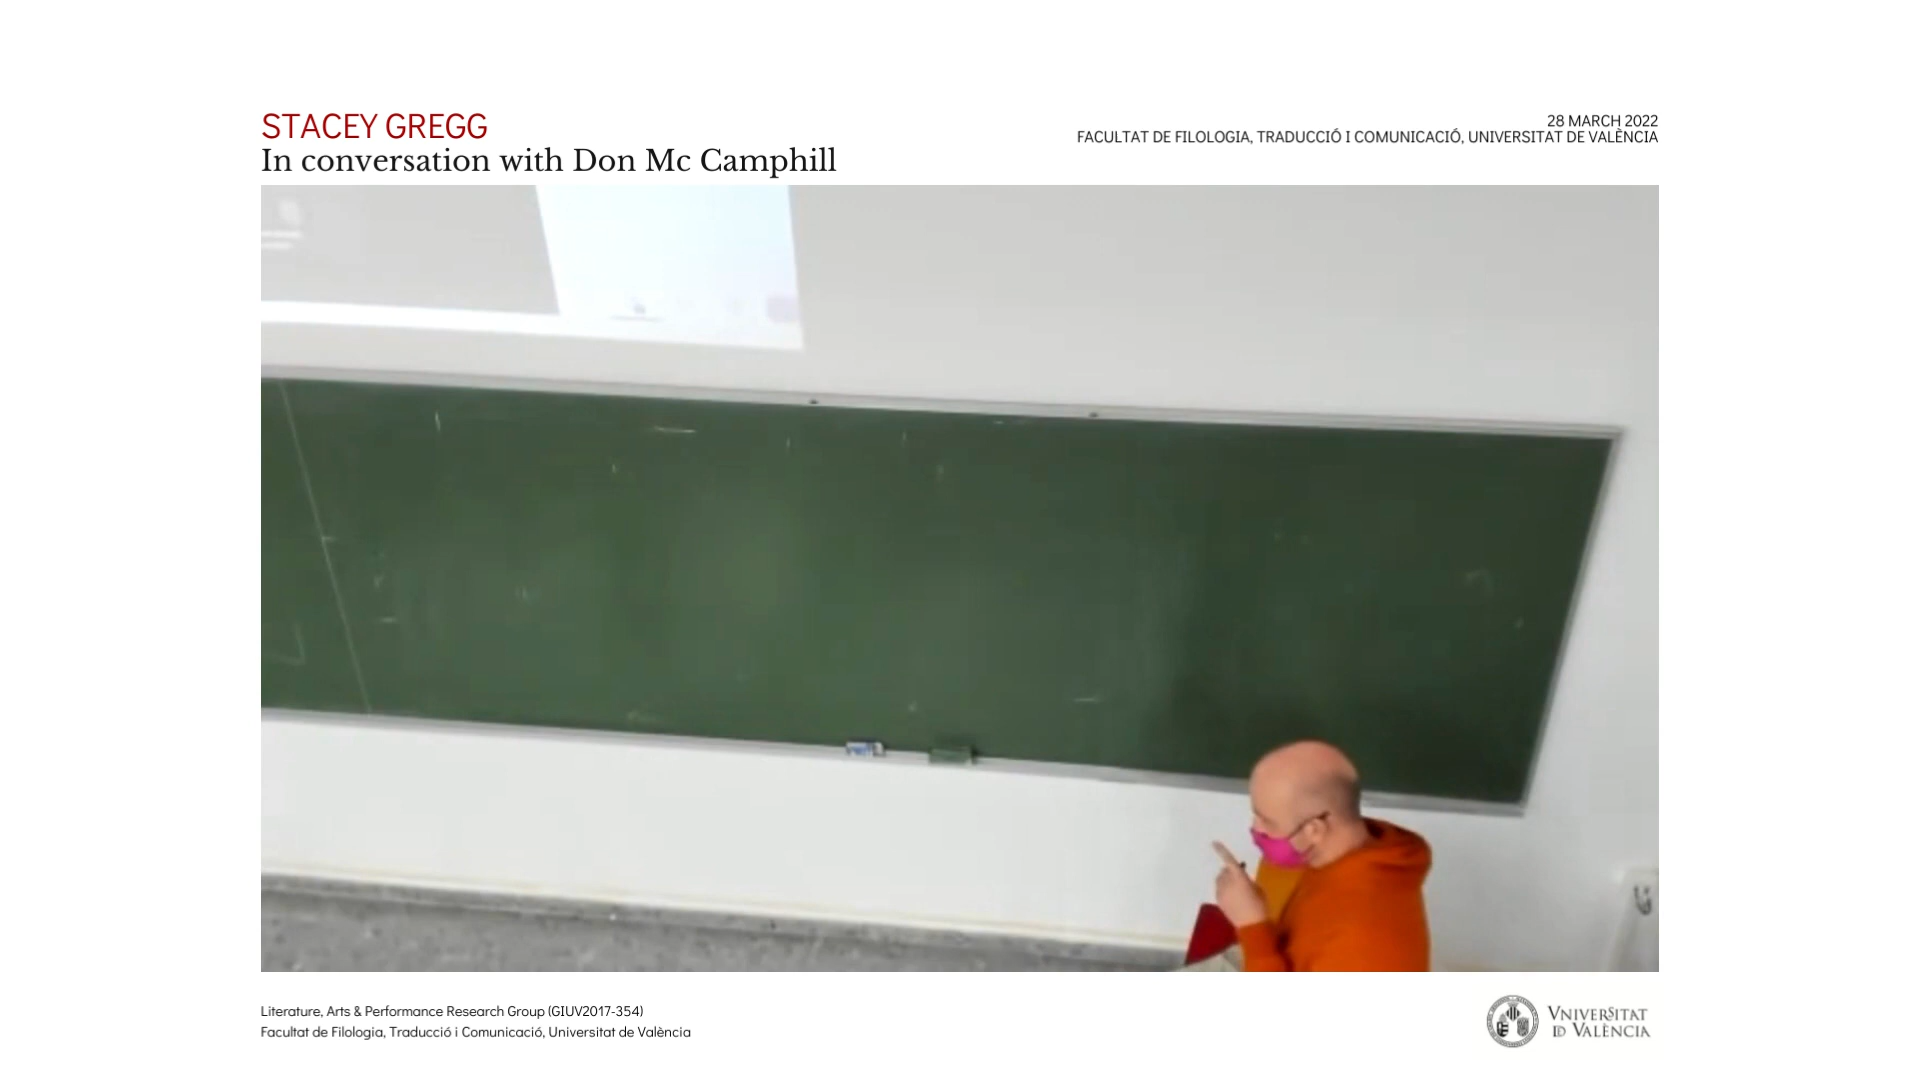 STACEY GREGG
In conversation with Don Mc Camphill
28 MARCH 2022
FACULTAT DE FILOLOGIA, TRADUCCIÓ I COMUNICACIÓ, UNIVERSITAT DE VALÈNCIA
Literature, Arts & Performance Research Group (GIUV2017-354)
Facultat de Filologia, Traducció i Comunicació, Universitat de València
VNIVERSITAT
ID VALÈNCIA